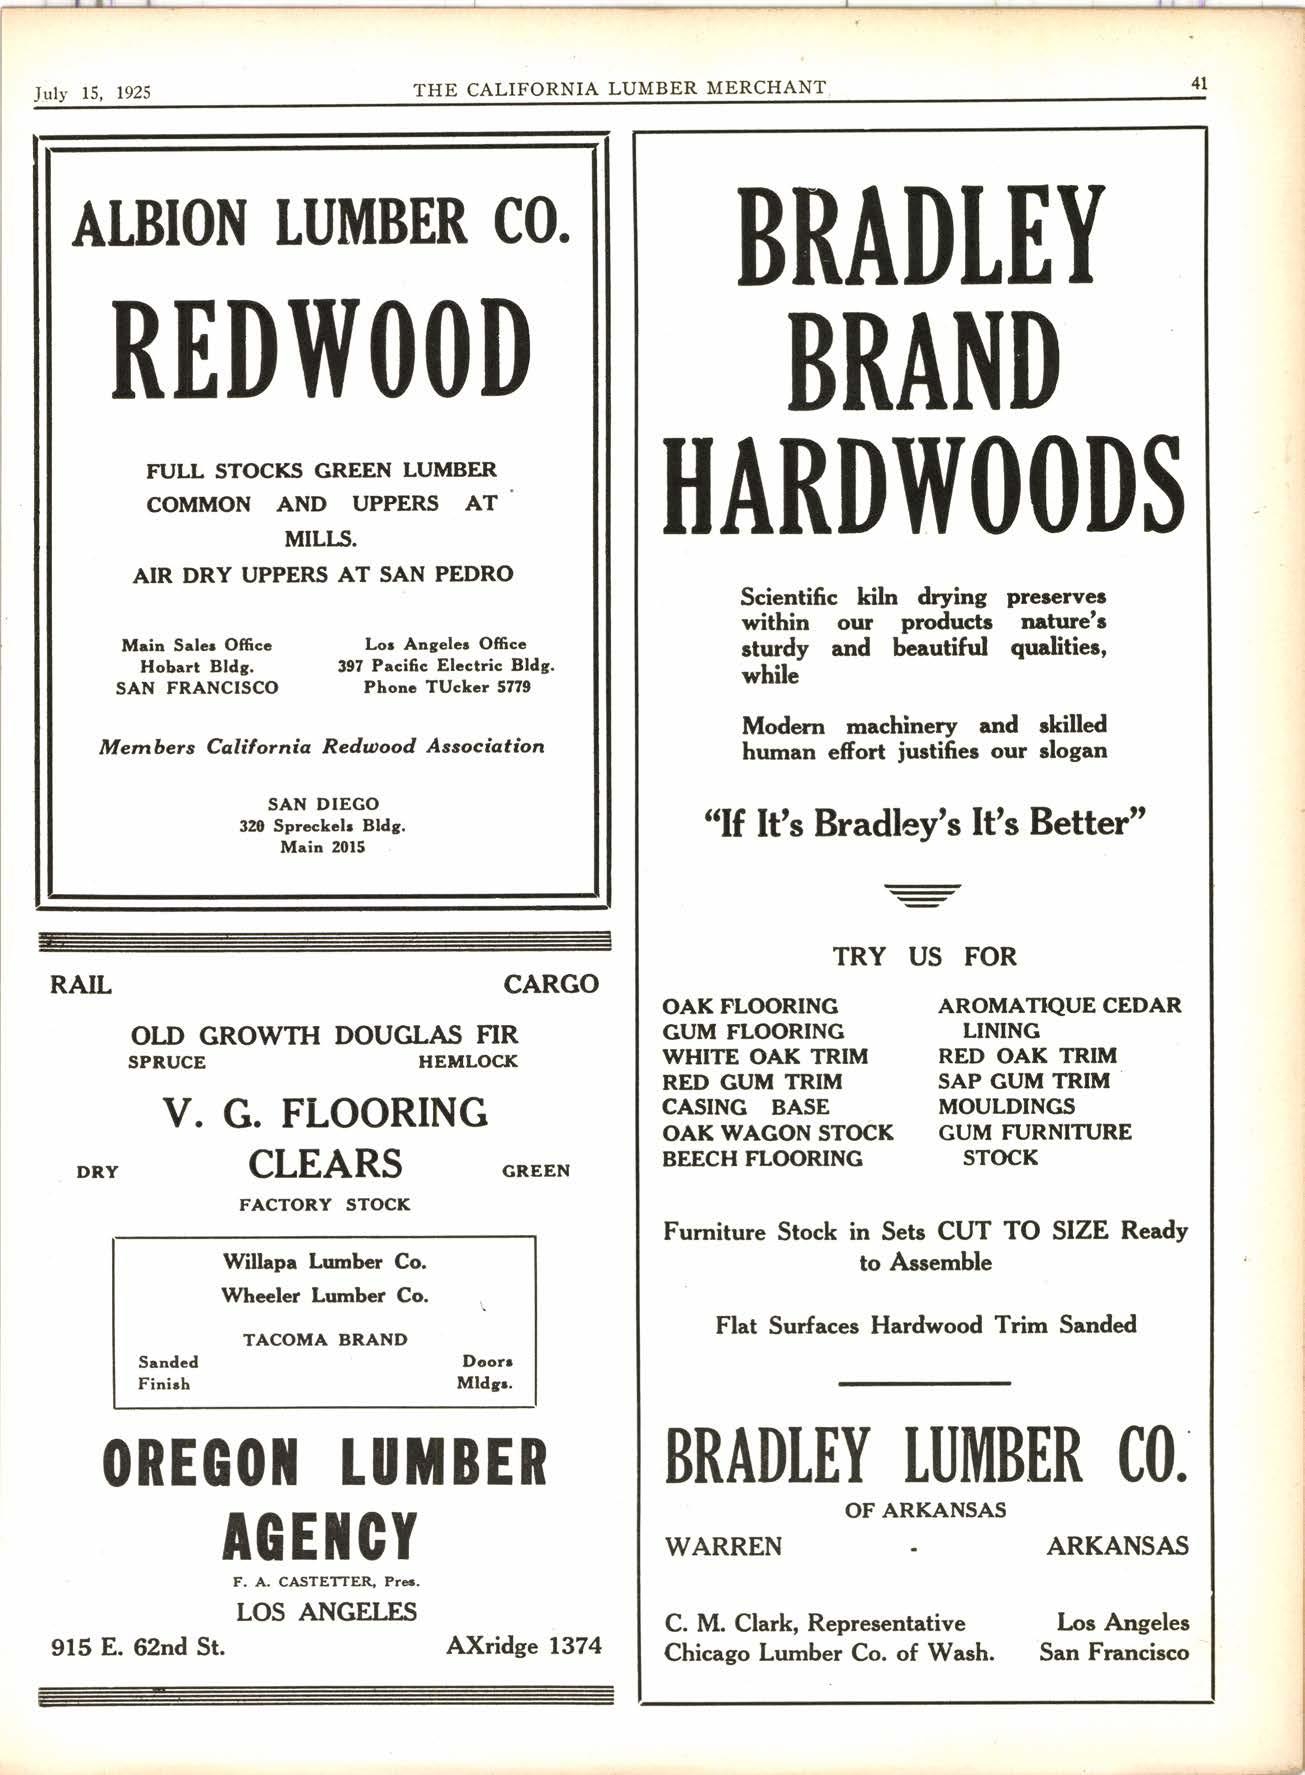 July 15, 1925
THE CALIFORNIA LUMBER MERCHANT
41
ALBION LUMBER CO.
REDWOOD
FULL STOCKS GREEN LUMBER
COMMON AND UPPERS AT
MILLS.
AIR DRY UPPERS AT SAN PEDRO
Main Sales Office
Hobart Bldg.
SAN FRANCISCO
Los Angeles Office
397 Pacific Electric Bldg.
Phone TUcker 5779
Members California Redwood Association
SAN DIEGO
320 Spreckels Bldg.
Main 2015
RAIL CARGO
OLD GROWTH DOUGLAS FIR
SPRUCE HEMLOCK
V. G. FLOORING
DRY CLEARS GREEN
FACTORY STOCK
Willapa Lumber Co.
Wheeler Lumber Co.
TACOMA BRAND
Sanded Doors
Finish Mldgs.
OREGON LUMBER
AGENCY
F. A. CASTETTER, Pres.
LOS ANGELES
915 E. 62nd St. AXridge 1374
BRADLEY
BRAND
HARDWOODS
Scientific kiln drying preserves
within our products nature's
sturdy and beautiful qualities,
while
Modern machinery and skilled
human effort justifies our slogan
"If It's Bradley's It's Better"
TRY US FOR
OAK FLOORING
GUM FLOORING
WHITE OAK TRIM
RED GUM TRIM
CASING BASE
OAK WAGON STOCK
BEECH FLOORING
AROMATIQUE CEDAR
LINING
RED OAK TRIM
SAP GUM TRIM
MOULDINGS
GUM FURNITURE
STOCK
Furniture Stock in Sets CUT TO SIZE Ready
to Assemble
Flat Surfaces Hardwood Trim Sanded
BRADLEY LUMBER CO.
OF ARKANSAS
WARREN - ARKANSAS
C. M. Clark, Representative Los Angeles
Chicago Lumber Co. of Wash. San Francisco